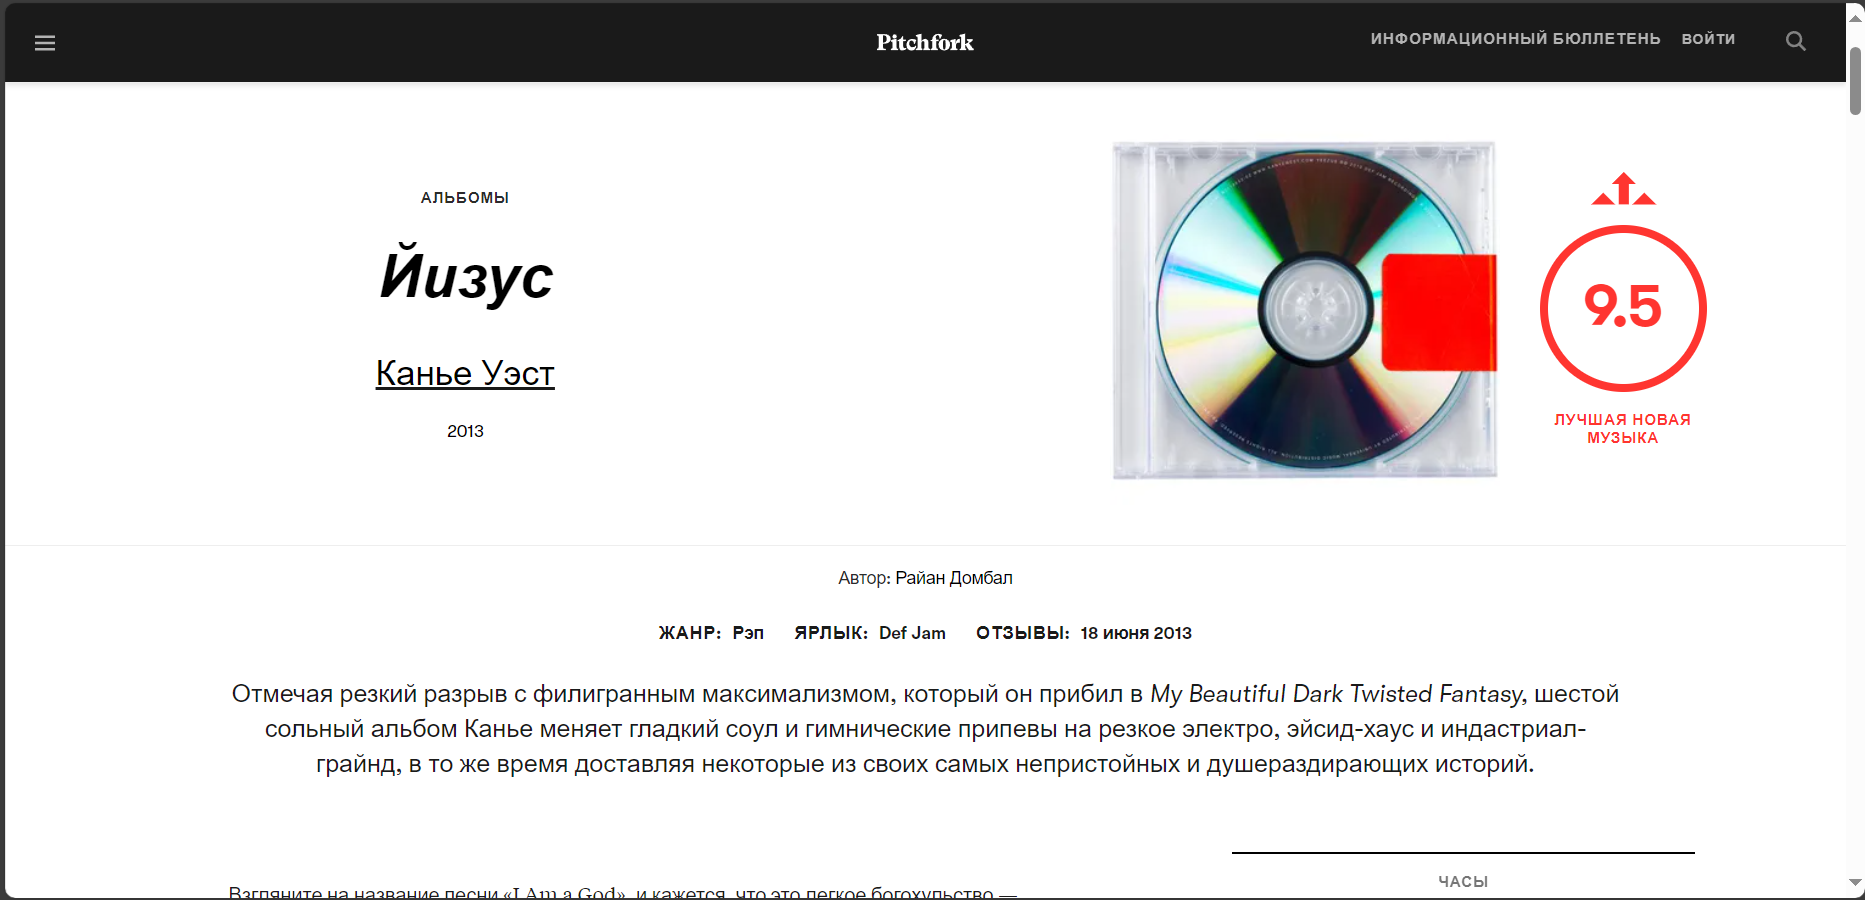 Pitchfork
ИНФОРМАЦИОННЫЙ БЮЛЛЕТЕНЬ ВОЙТИ
АЛЬБОМЫ
Йизус
Канье Уэст
2013
9.5
ЛУЧШАЯ НОВАЯ
МУЗЫКА
Автор: Райан Домбал
ЖАНР: Рэп ЯРЛЫК: Def Jam ОТЗЫВЫ: 18 июня 2013
Отмечая резкий разрыв с филигранным максимализмом, который он прибил в My Beautiful Dark Twisted Fantasy, шестой
сольный альбом Канье меняет гладкий соул и гимнические припевы на резкое электро, эйсид-хаус и индастриал-
грайнд, в то же время доставляя некоторые из своих самых непристойных и душераздирающих историй.
Взгляните на название песни «I Am a God», и кажется, что это легкое богохульство —
ЧАСЫ